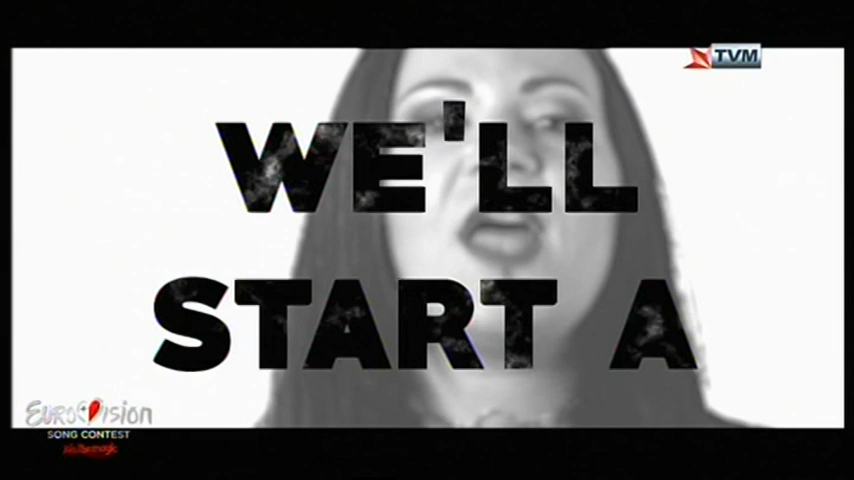 TVM
WE'LL
START A
EUROVISION
SONG CONTEST